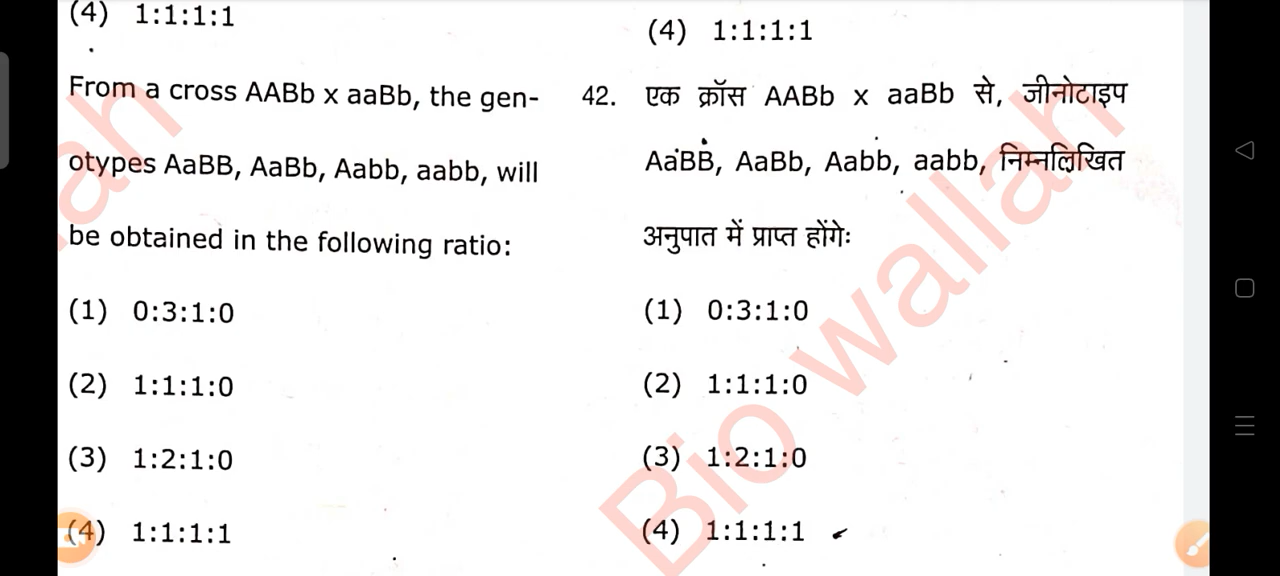 (4) 1:1:1:1
From a cross AABb x aaBb, the gen-
otypes AaBB, AaBb, Aabb, aabb, will
be obtained in the following ratio:
(1) 0:3:1:0
(2) 1:1:1:0
(3) 1:2:1:0
(4) 1:1:1:1
(4) 1:1:1:1
42. एक क्रॉस AABb x aaBb से, जीनोटाइप
AaBB, AaBb, Aabb, aabb, निम्नलिखित
अनुपात में प्राप्त होंगेः
(1) 0:3:1:0
(2) 1:1:1:0
(3) 1:2:1:0
(4) 1:1:1:1
Bio wallah
ah